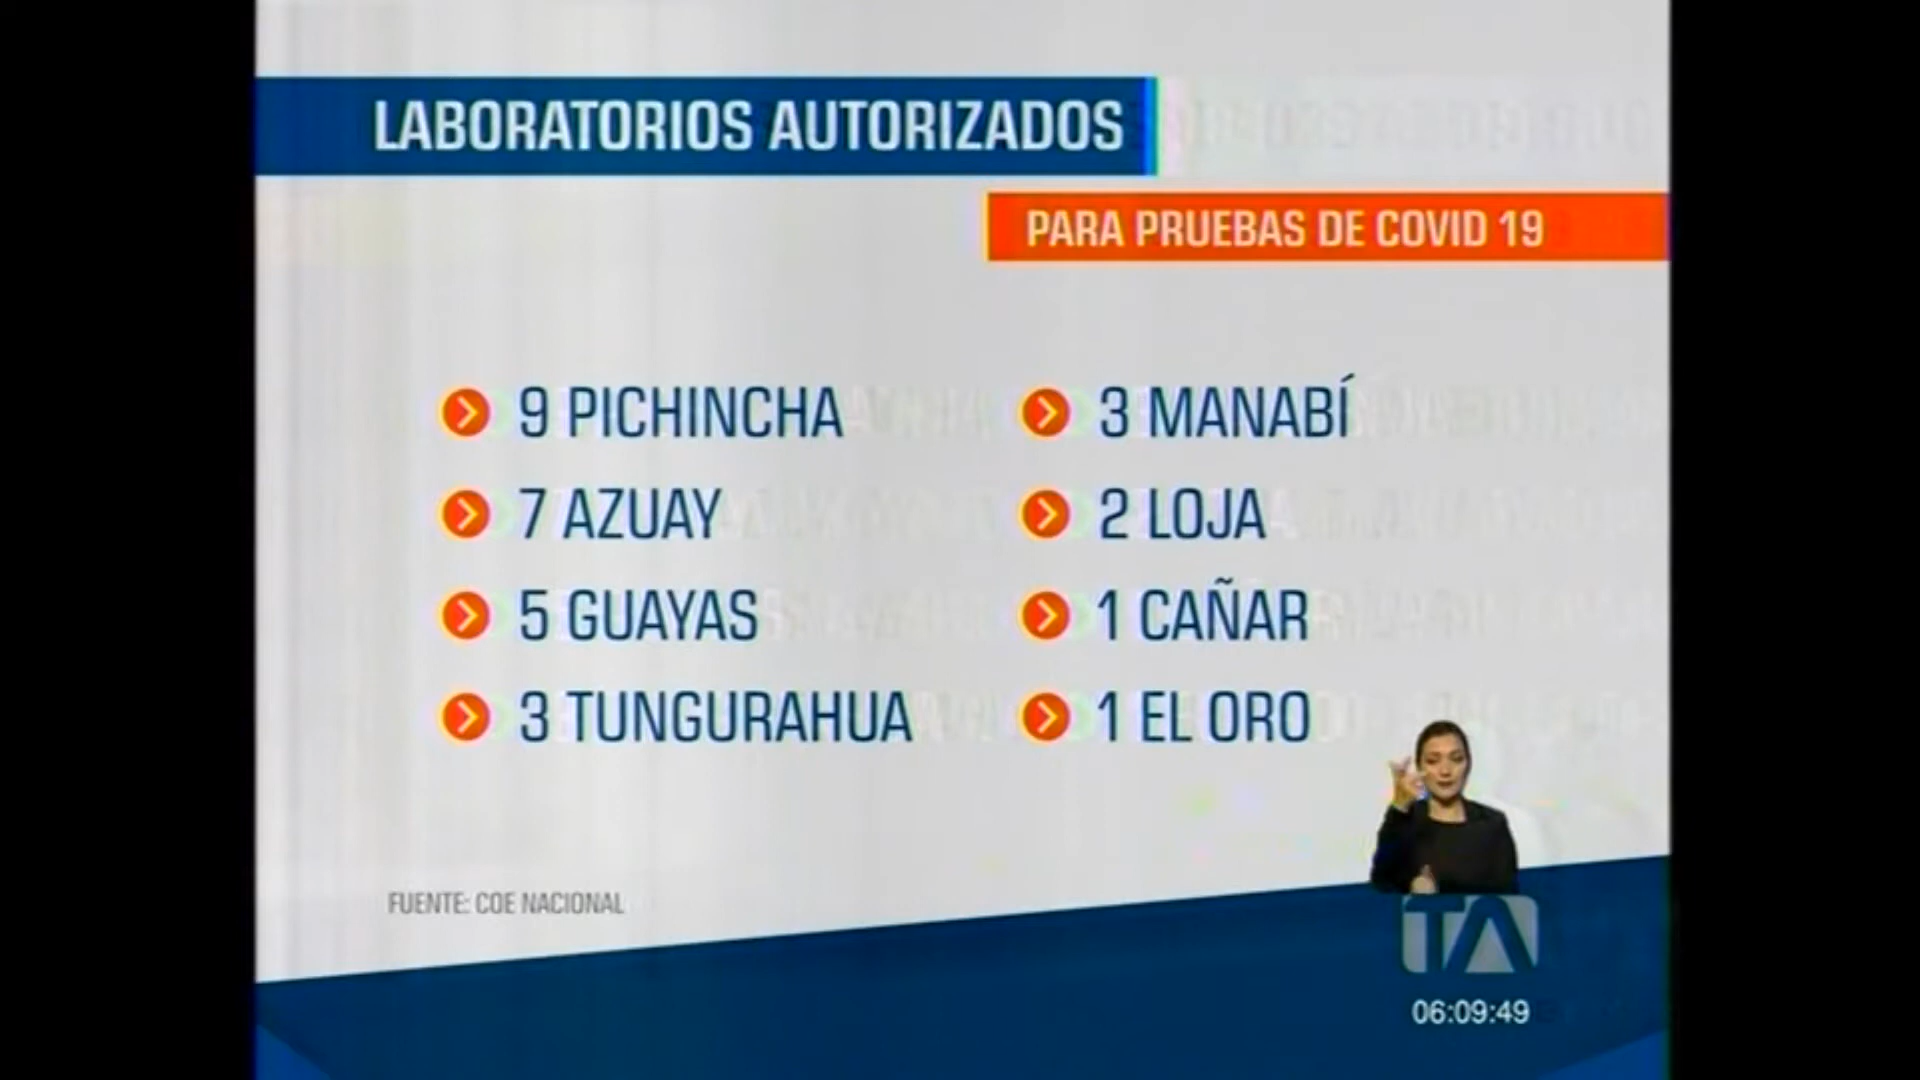 LABORATORIOS AUTORIZADOS
PARA PRUEBAS DE COVID 19
9 PICHINCHA
7 AZUAY
5 GUAYAS
3 TUNGURAHUA
3 MANABÍ
2 LOJA
1 CAÑAR
1 EL ORO
FUENTE: COE NACIONAL
TA
06:09:49